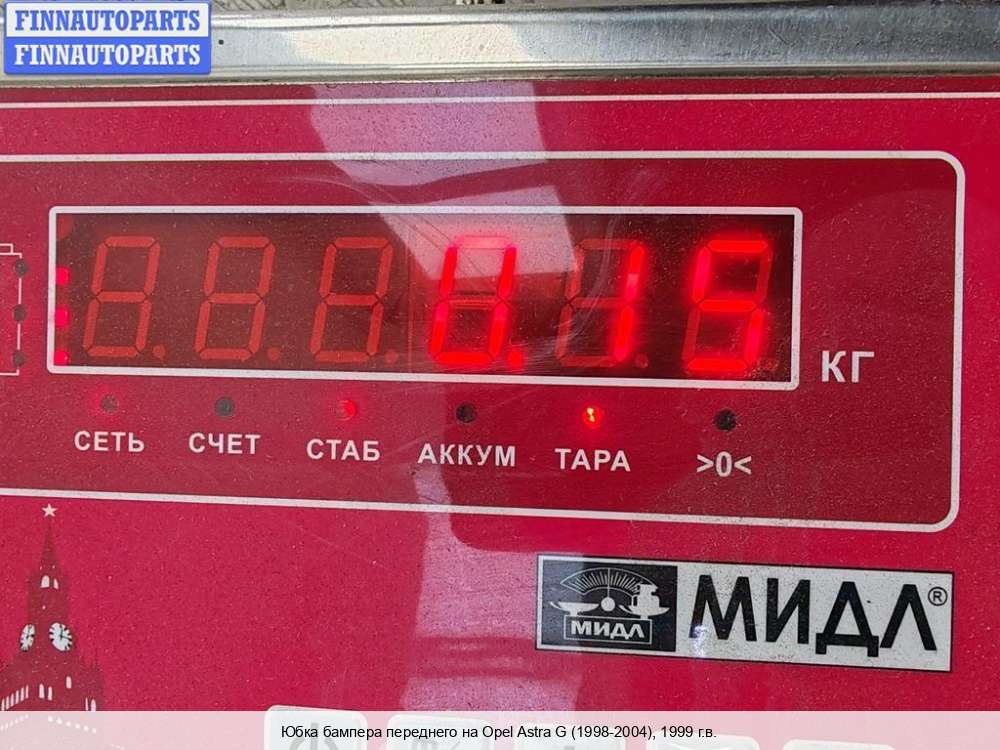 FINNAUTOPARTS
FINNAUTOPARTS
0.15
КГ
СЕТЬ СЧЕТ СТАБ АККУМ ТАРА >0<
МИДЛ МИДЛ®
Юбка бампера переднего на Opel Astra G (1998-2004), 1999 г.в.